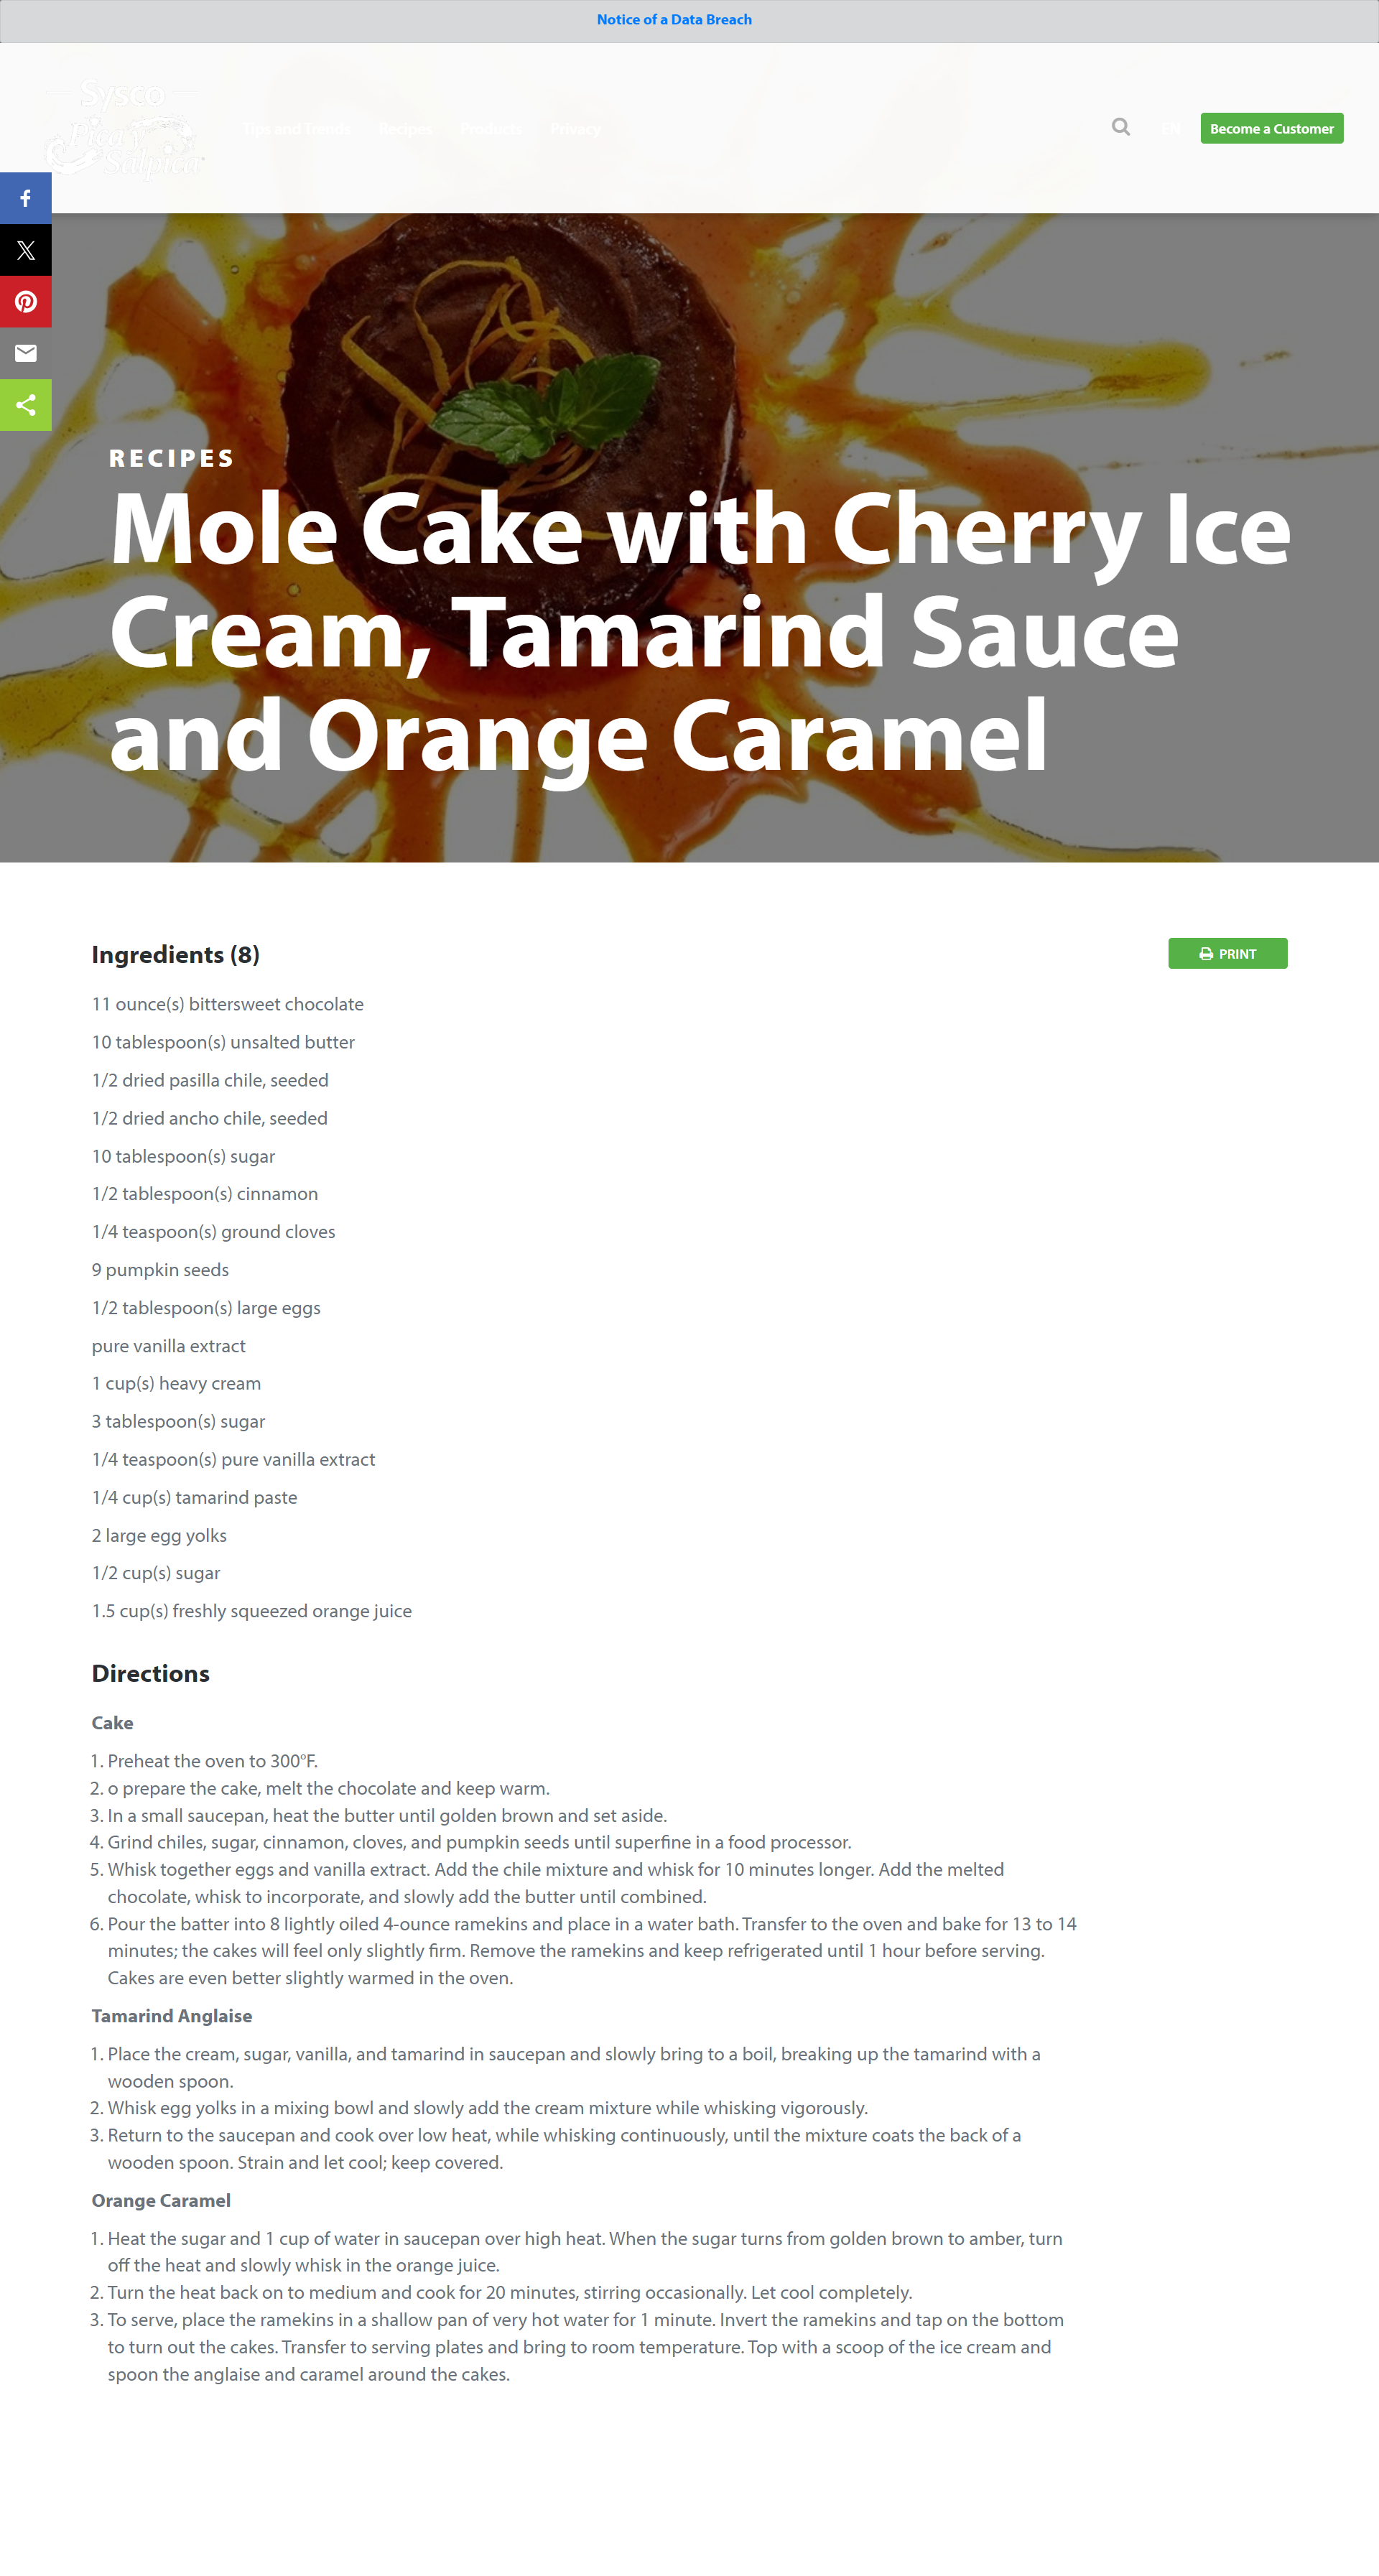 Notice of a Data Breach
Sysco
Pica y
Salpica
Tips and Trends
Recipes
Products
Privacy
EN
Become a Customer
RECIPES
Mole Cake with Cherry Ice
Cream, Tamarind Sauce
and Orange Caramel
Ingredients (8)
PRINT
11 ounce(s) bittersweet chocolate
10 tablespoon(s) unsalted butter
1/2 dried pasilla chile, seeded
1/2 dried ancho chile, seeded
10 tablespoon(s) sugar
1/2 tablespoon(s) cinnamon
1/4 teaspoon(s) ground cloves
9 pumpkin seeds
1/2 tablespoon(s) large eggs
pure vanilla extract
1 cup(s) heavy cream
3 tablespoon(s) sugar
1/4 teaspoon(s) pure vanilla extract
1/4 cup(s) tamarind paste
2 large egg yolks
1/2 cup(s) sugar
1.5 cup(s) freshly squeezed orange juice
Directions
Cake
1. Preheat the oven to 300°F.
2. o prepare the cake, melt the chocolate and keep warm.
3. In a small saucepan, heat the butter until golden brown and set aside.
4. Grind chiles, sugar, cinnamon, cloves, and pumpkin seeds until superfine in a food processor.
5. Whisk together eggs and vanilla extract. Add the chile mixture and whisk for 10 minutes longer. Add the melted
chocolate, whisk to incorporate, and slowly add the butter until combined.
6. Pour the batter into 8 lightly oiled 4-ounce ramekins and place in a water bath. Transfer to the oven and bake for 13 to 14
minutes; the cakes will feel only slightly firm. Remove the ramekins and keep refrigerated until 1 hour before serving.
Cakes are even better slightly warmed in the oven.
Tamarind Anglaise
1. Place the cream, sugar, vanilla, and tamarind in saucepan and slowly bring to a boil, breaking up the tamarind with a
wooden spoon.
2. Whisk egg yolks in a mixing bowl and slowly add the cream mixture while whisking vigorously.
3. Return to the saucepan and cook over low heat, while whisking continuously, until the mixture coats the back of a
wooden spoon. Strain and let cool; keep covered.
Orange Caramel
1. Heat the sugar and 1 cup of water in saucepan over high heat. When the sugar turns from golden brown to amber, turn
off the heat and slowly whisk in the orange juice.
2. Turn the heat back on to medium and cook for 20 minutes, stirring occasionally. Let cool completely.
3. To serve, place the ramekins in a shallow pan of very hot water for 1 minute. Invert the ramekins and tap on the bottom
to turn out the cakes. Transfer to serving plates and bring to room temperature. Top with a scoop of the ice cream and
spoon the anglaise and caramel around the cakes.